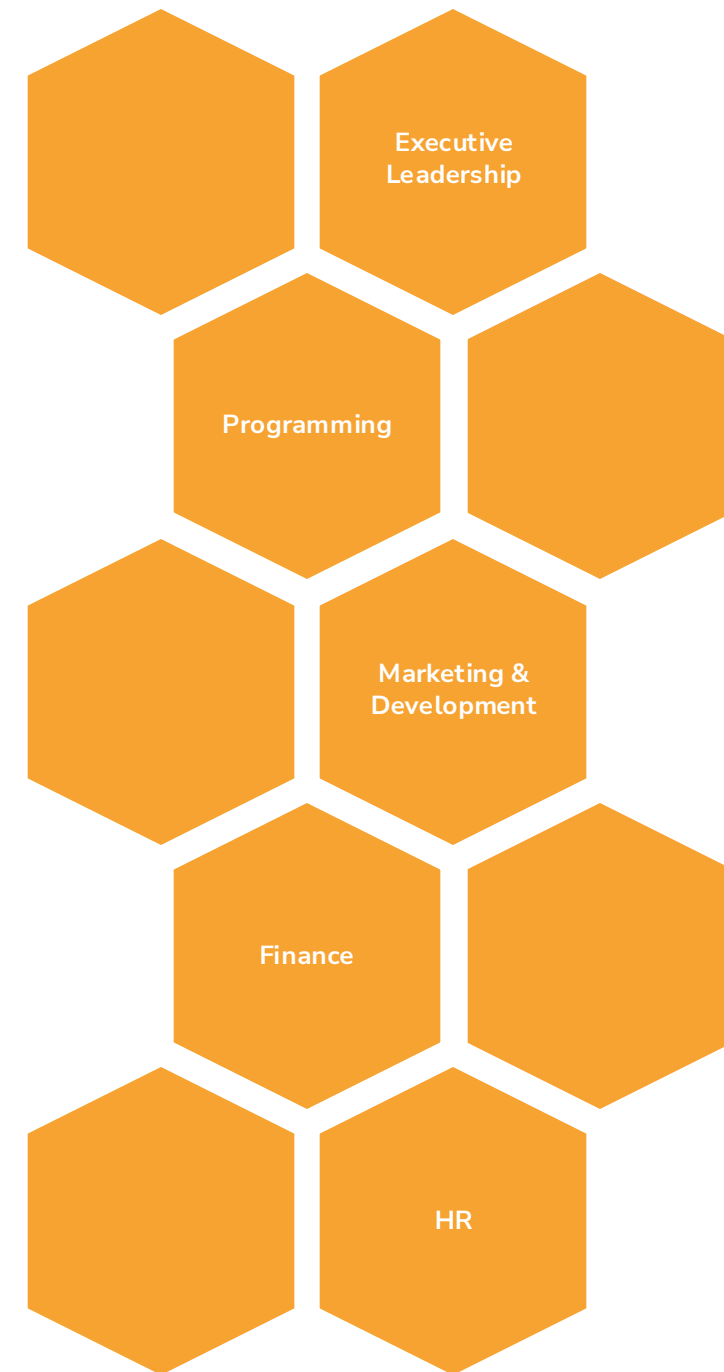 Executive
Leadership
Programming
Marketing &
Development
Finance
HR